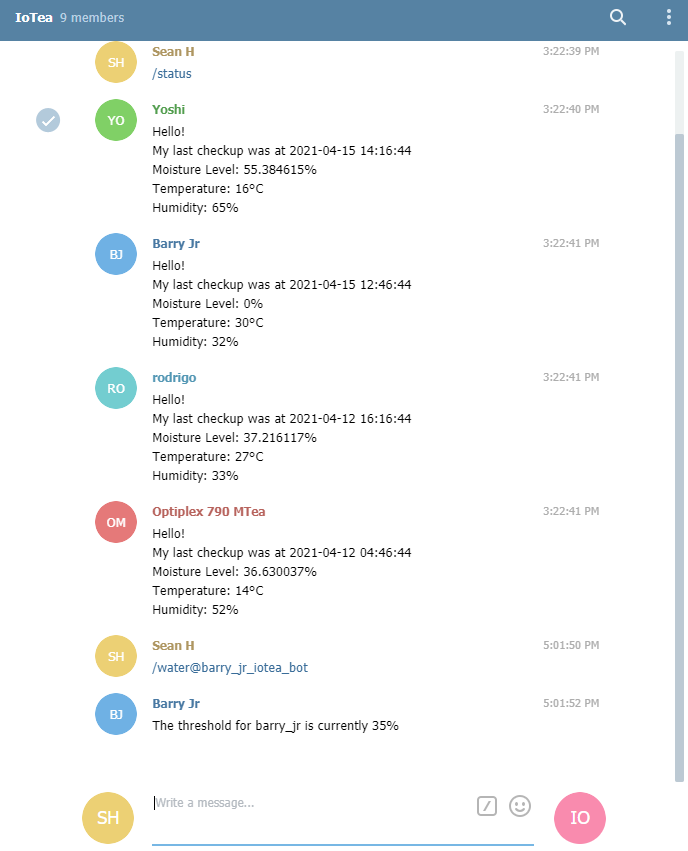 IoTea 9 members
SH
Sean H 3:22:39 PM
/status
YO
Yoshi 3:22:40 PM
Hello!
My last checkup was at 2021-04-15 14:16:44
Moisture Level: 55.384615%
Temperature: 16°C
Humidity: 65%
BJ
Barry Jr 3:22:41 PM
Hello!
My last checkup was at 2021-04-15 12:46:44
Moisture Level: 0%
Temperature: 30°C
Humidity: 32%
RO
rodrigo 3:22:41 PM
Hello!
My last checkup was at 2021-04-12 16:16:44
Moisture Level: 37.216117%
Temperature: 27°C
Humidity: 33%
OM
Optiplex 790 MTea 3:22:41 PM
Hello!
My last checkup was at 2021-04-12 04:46:44
Moisture Level: 36.630037%
Temperature: 14°C
Humidity: 52%
SH
Sean H 5:01:50 PM
/water@barry_jr_iotea_bot
BJ
Barry Jr 5:01:52 PM
The threshold for barry_jr is currently 35%
SH
Write a message...
IO